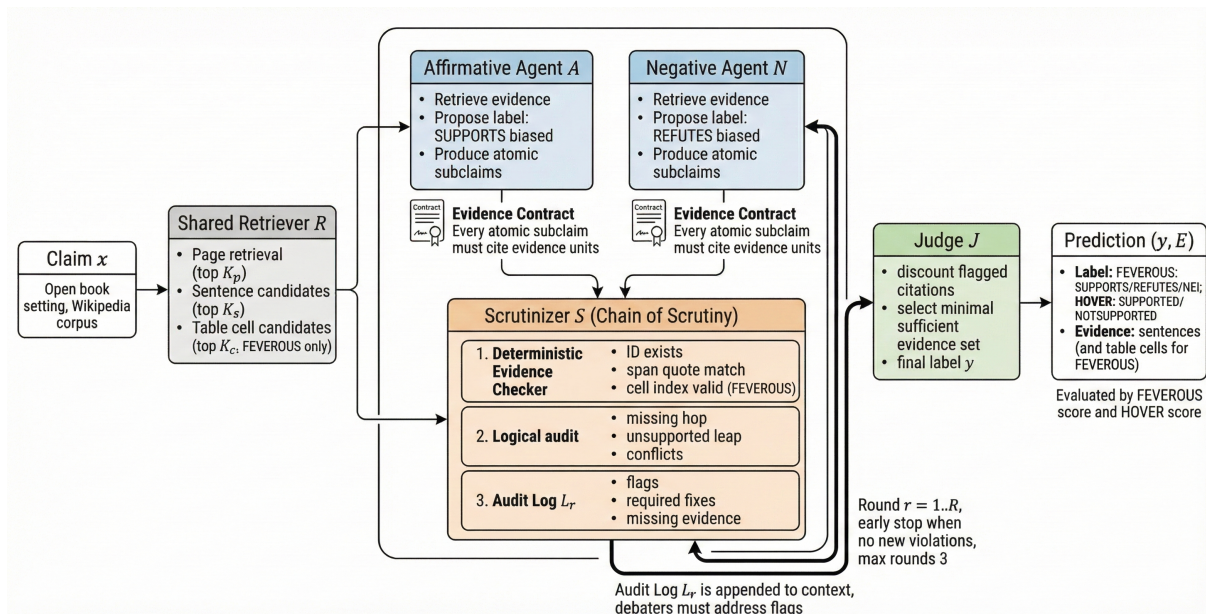 Claim x
Open book
setting, Wikipedia
corpus
Shared Retriever R
• Page retrieval
(top Kp)
• Sentence candidates
(top Ks)
• Table cell candidates
(top Kc: FEVEROUS only)
Affirmative Agent A
• Retrieve evidence
• Propose label:
SUPPORTS biased
• Produce atomic
subclaims
Negative Agent N
• Retrieve evidence
• Propose label:
REFUTES biased
• Produce atomic
subclaims
Contract
Evidence Contract
Every atomic subclaim
must cite evidence units
Contract
Evidence Contract
Every atomic subclaim
must cite evidence units
Scrutinizer S (Chain of Scrutiny)
1. Deterministic
Evidence
Checker
• ID exists
• span quote match
• cell index valid (FEVEROUS)
2. Logical audit
• missing hop
• unsupported leap
• conflicts
3. Audit Log Lr
• flags
• required fixes
• missing evidence
Judge J
• discount flagged
citations
• select minimal
sufficient
evidence set
• final label y
Prediction (y, E)
• Label: FEVEROUS:
SUPPORTS/REFUTES/NEI;
HOVER: SUPPORTED/
NOTSUPPORTED
• Evidence: sentences
(and table cells for
FEVEROUS)
Evaluated by FEVEROUS
score and HOVER score
Round r = 1..R,
early stop when
no new violations,
max rounds 3
Audit Log Lr is appended to context,
debaters must address flags